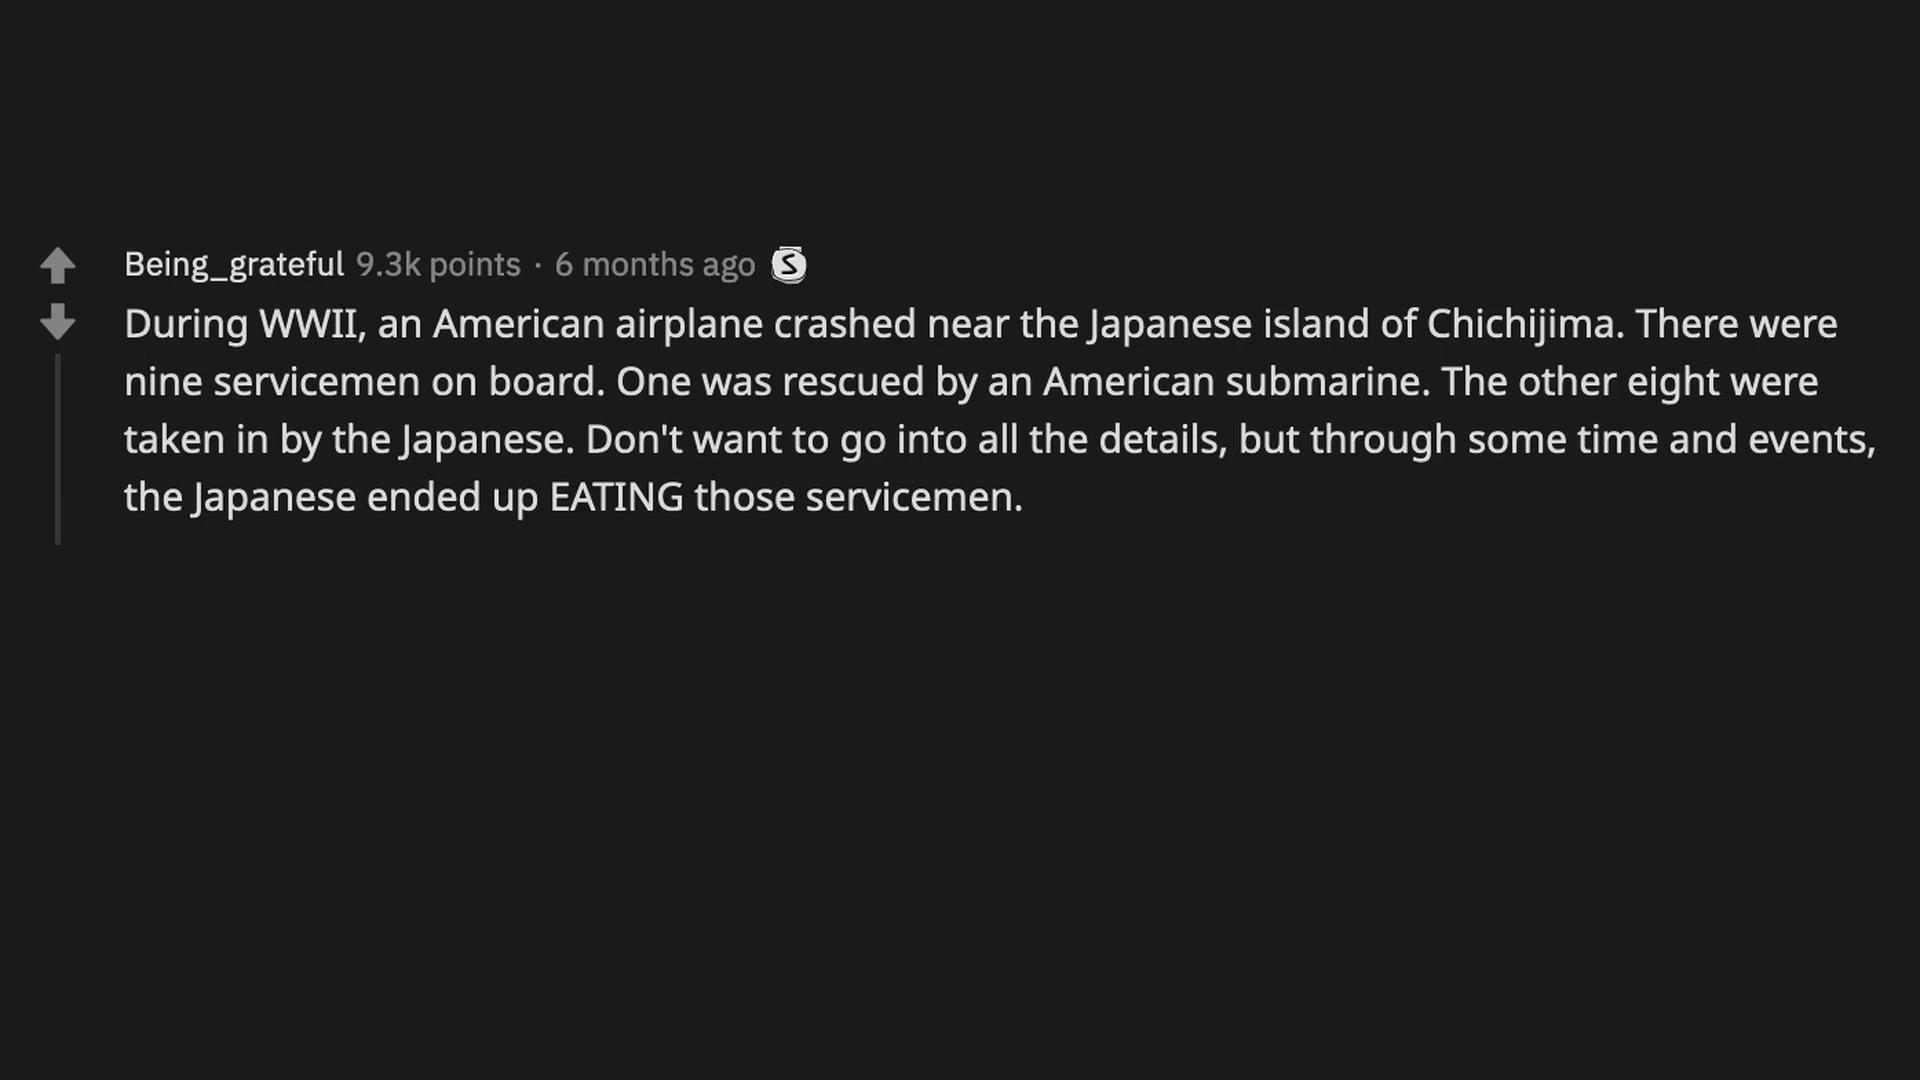 Being_grateful 9.3k points · 6 months ago S
During WWII, an American airplane crashed near the Japanese island of Chichijima. There were
nine servicemen on board. One was rescued by an American submarine. The other eight were
taken in by the Japanese. Don't want to go into all the details, but through some time and events,
the Japanese ended up EATING those servicemen.